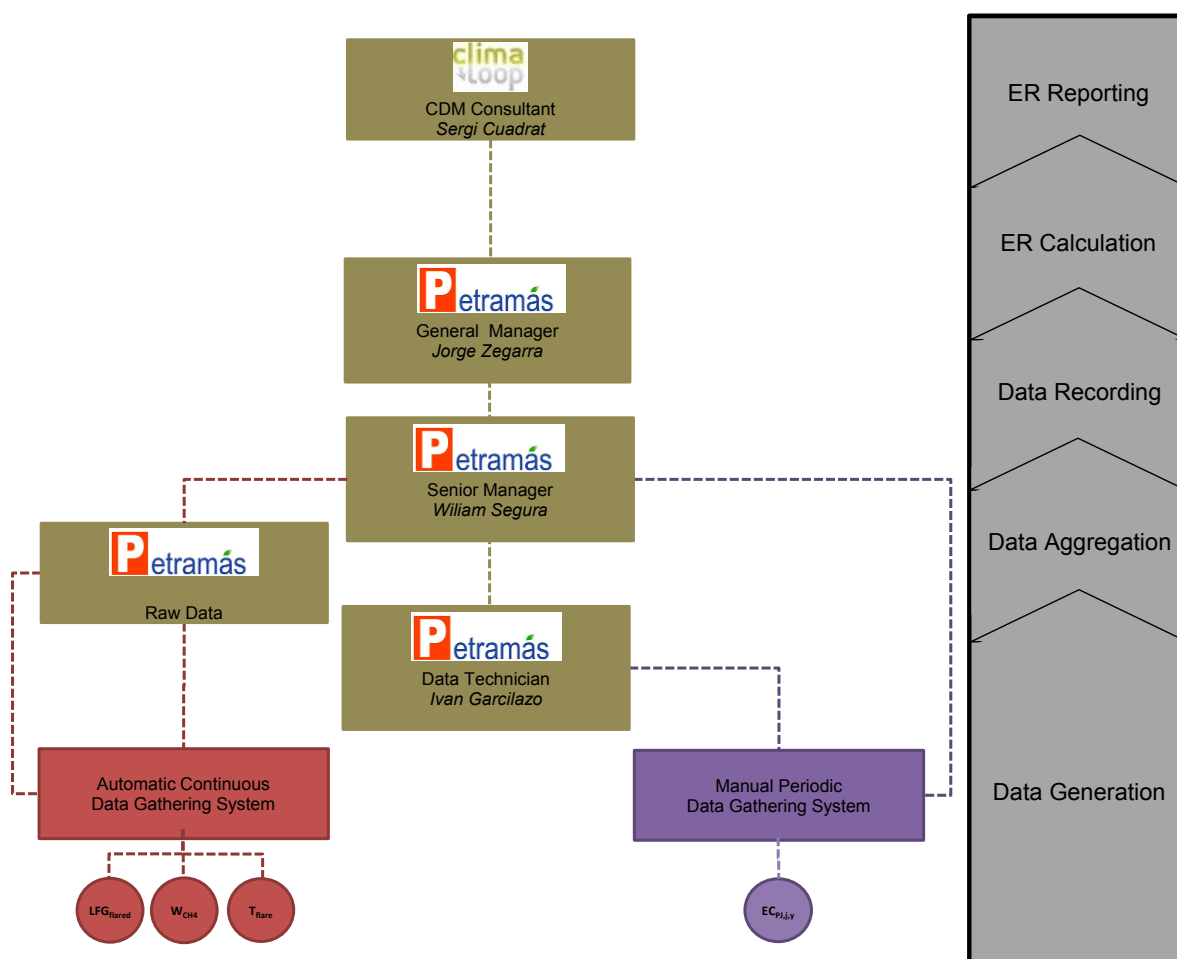 clima
loop
CDM Consultant
Sergi Cuadrat
Petramás
General Manager
Jorge Zegarra
Petramás
Senior Manager
Wiliam Segura
Petramás
Raw Data
Petramás
Data Technician
Ivan Garcilazo
Automatic Continuous
Data Gathering System
Manual Periodic
Data Gathering System
LFGflared
WCH4
Tflare
ECPJ,j,y
ER Reporting
ER Calculation
Data Recording
Data Aggregation
Data Generation